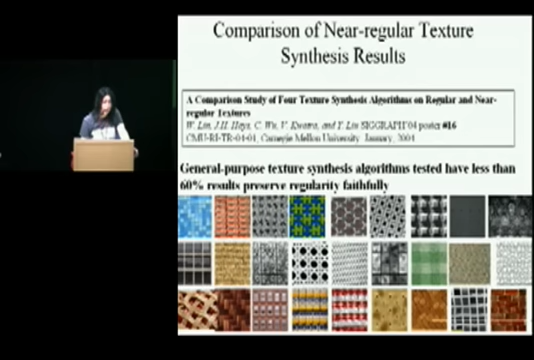 Comparison of Near-regular Texture
Synthesis Results
A Comparison Study of Four Texture Synthesis Algorithms on Regular and Near-
regular Textures
W. Lin, J.H. Hays, C. Wu, V. Kwatra, and Y. Liu SIGGRAPH'04 poster #16
CMU-RI-TR-04-01, Carnegie Mellon University. January, 2004
General-purpose texture synthesis algorithms tested have less than
60% results preserve regularity faithfully